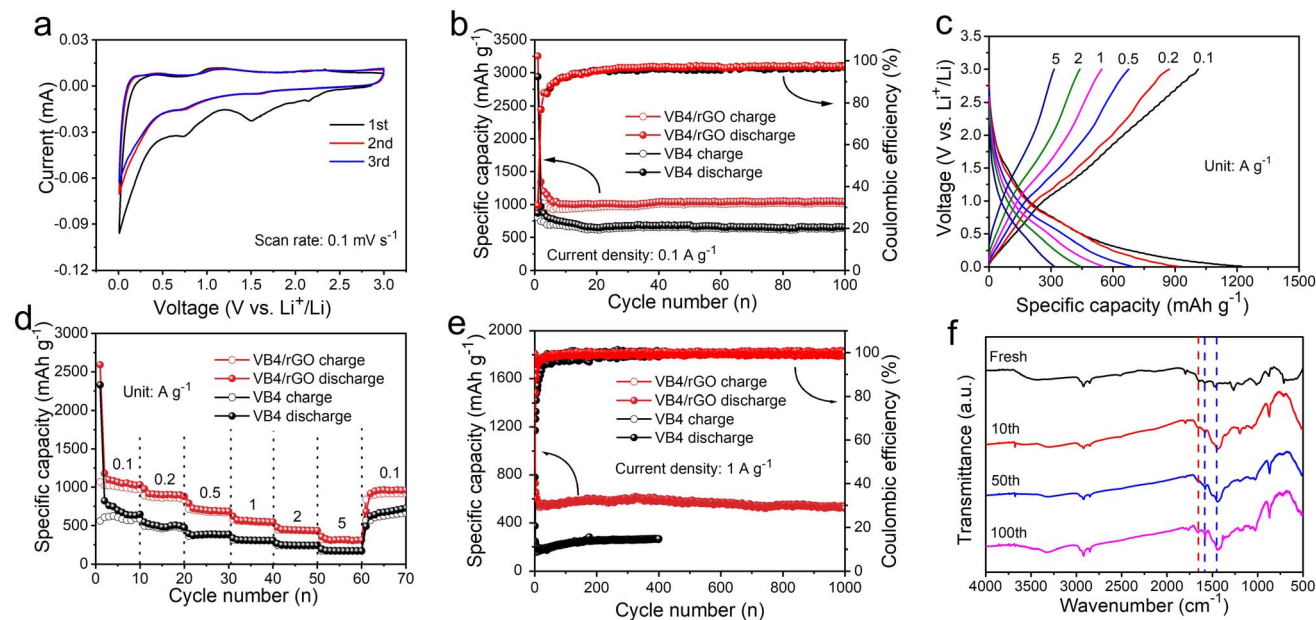 a
0.03
0.00
-0.03
-0.06
-0.09
-0.12
Current (mA)
1st
2nd
3rd
Scan rate: 0.1 mV s⁻¹
0.0 0.5 1.0 1.5 2.0 2.5 3.0
Voltage (V vs. Li⁺/Li)
b
3500
3000
2500
2000
1500
1000
500
0
Specific capacity (mAh g⁻¹)
VB4/rGO charge
VB4/rGO discharge
VB4 charge
VB4 discharge
Current density: 0.1 A g⁻¹
100
80
60
40
20
0
Coulombic efficiency (%)
0 20 40 60 80 100
Cycle number (n)
c
3.5
3.0
2.5
2.0
1.5
1.0
0.5
0.0
Voltage (V vs. Li⁺/Li)
5 2 1 0.5 0.2 0.1
Unit: A g⁻¹
0 300 600 900 1200 1500
Specific capacity (mAh g⁻¹)
d
3000
2500
2000
1500
1000
500
0
Specific capacity (mAh g⁻¹)
VB4/rGO charge
VB4/rGO discharge
VB4 charge
VB4 discharge
Unit: A g⁻¹
0.1 0.2 0.5 1 2 5 0.1
0 10 20 30 40 50 60 70
Cycle number (n)
e
2000
1600
1200
800
400
0
Specific capacity (mAh g⁻¹)
VB4/rGO charge
VB4/rGO discharge
VB4 charge
VB4 discharge
Current density: 1 A g⁻¹
100
80
60
40
20
0
Coulombic efficiency (%)
0 200 400 600 800 1000
Cycle number (n)
f
Transmittance (a.u.)
Fresh
10th
50th
100th
4000 3500 3000 2500 2000 1500 1000 500
Wavenumber (cm⁻¹)